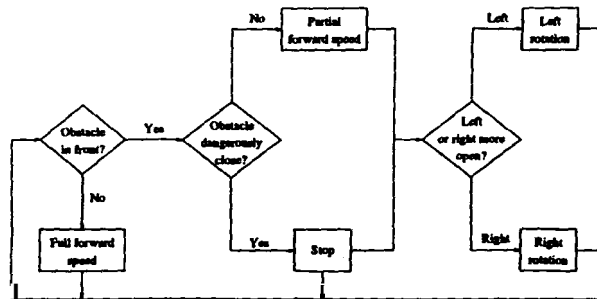 No
Partial
forward speed
Left
Left
rotation
Obstacle
in front?
Yes
Obstacle
dangerously
close?
Left
or right more
open?
No
Full forward
speed
Yes
Stop
Right
Right
rotation